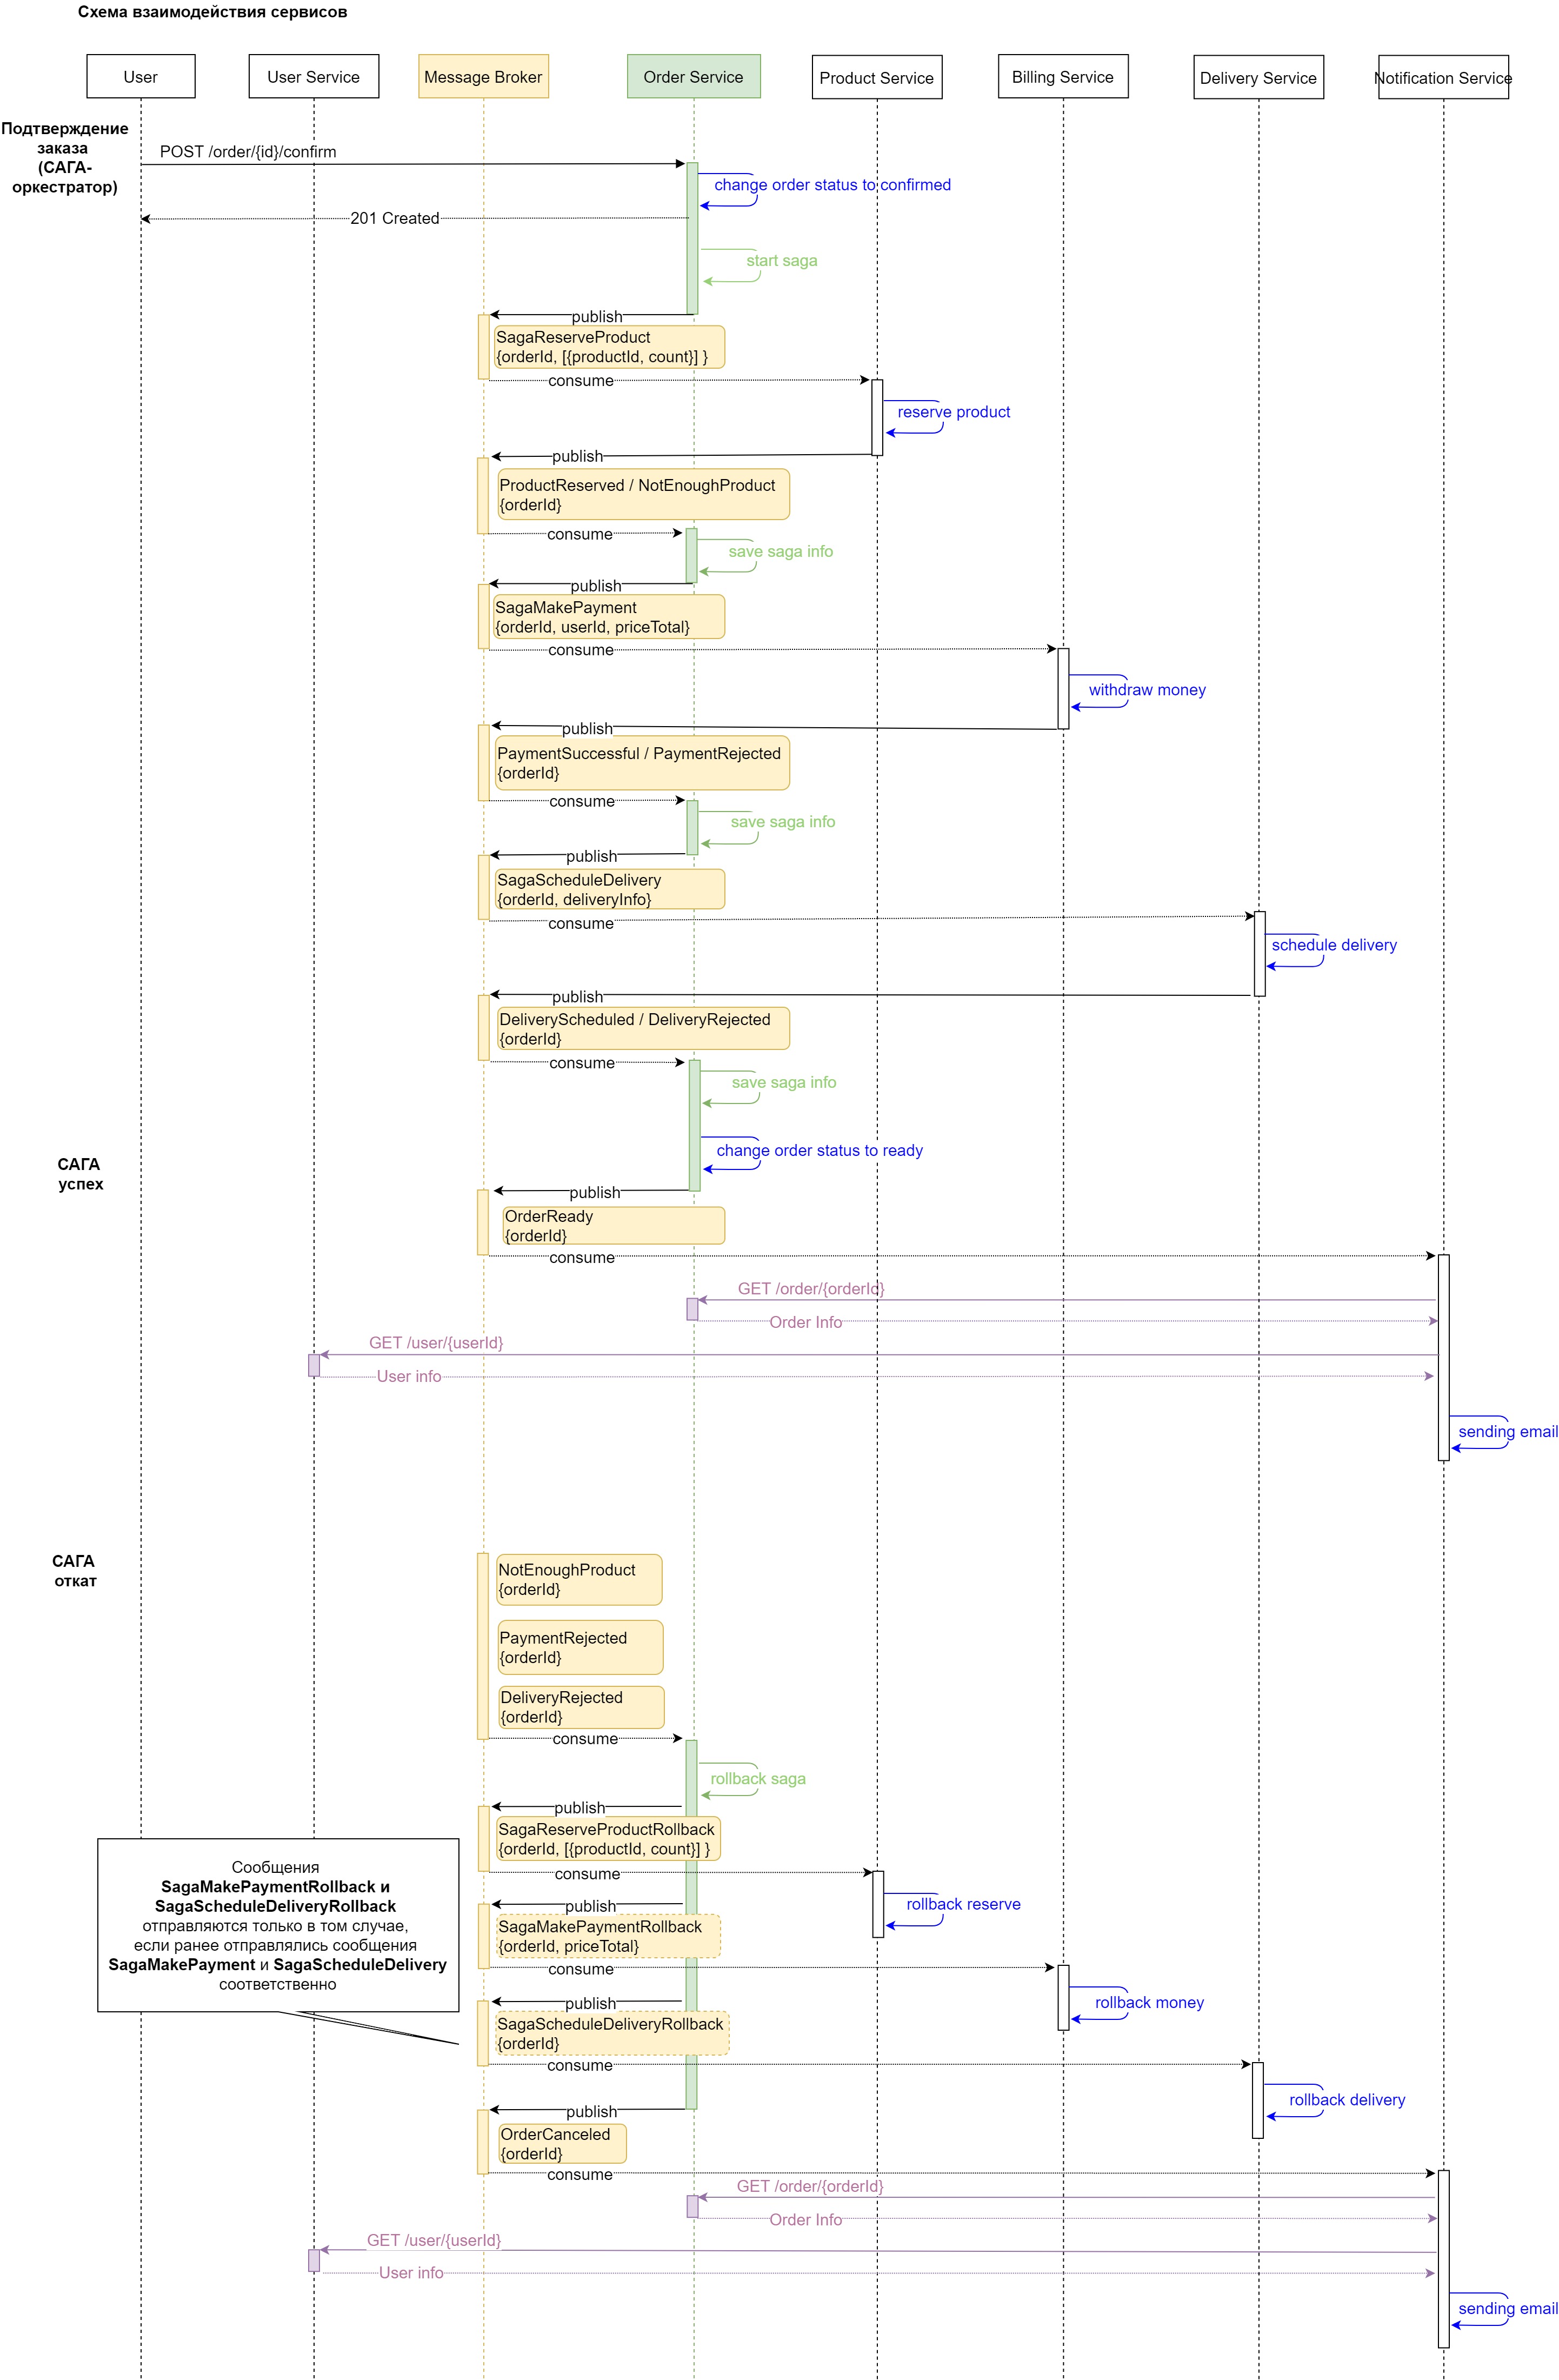 Схема взаимодействия сервисов
User
User Service
Message Broker
Order Service
Product Service
Billing Service
Delivery Service
Notification Service
Подтверждение
заказа
(САГА-
оркестратор)
POST /order/{id}/confirm
change order status to confirmed
201 Created
start saga
publish
SagaReserveProduct
{orderId, [{productId, count}] }
consume
reserve product
publish
ProductReserved / NotEnoughProduct
{orderId}
consume
save saga info
publish
SagaMakePayment
{orderId, userId, priceTotal}
consume
withdraw money
publish
PaymentSuccessful / PaymentRejected
{orderId}
consume
save saga info
publish
SagaScheduleDelivery
{orderId, deliveryInfo}
consume
schedule delivery
publish
DeliveryScheduled / DeliveryRejected
{orderId}
consume
save saga info
change order status to ready
САГА
успех
publish
OrderReady
{orderId}
consume
GET /order/{orderId}
Order Info
GET /user/{userId}
User info
sending email
САГА
откат
NotEnoughProduct
{orderId}
PaymentRejected
{orderId}
DeliveryRejected
{orderId}
consume
rollback saga
publish
SagaReserveProductRollback
{orderId, [{productId, count}] }
consume
rollback reserve
Сообщения
SagaMakePaymentRollback и
SagaScheduleDeliveryRollback
отправляются только в том случае,
если ранее отправлялись сообщения
SagaMakePayment и SagaScheduleDelivery
соответственно
publish
SagaMakePaymentRollback
{orderId, priceTotal}
consume
rollback money
publish
SagaScheduleDeliveryRollback
{orderId}
consume
rollback delivery
publish
OrderCanceled
{orderId}
consume
GET /order/{orderId}
Order Info
GET /user/{userId}
User info
sending email